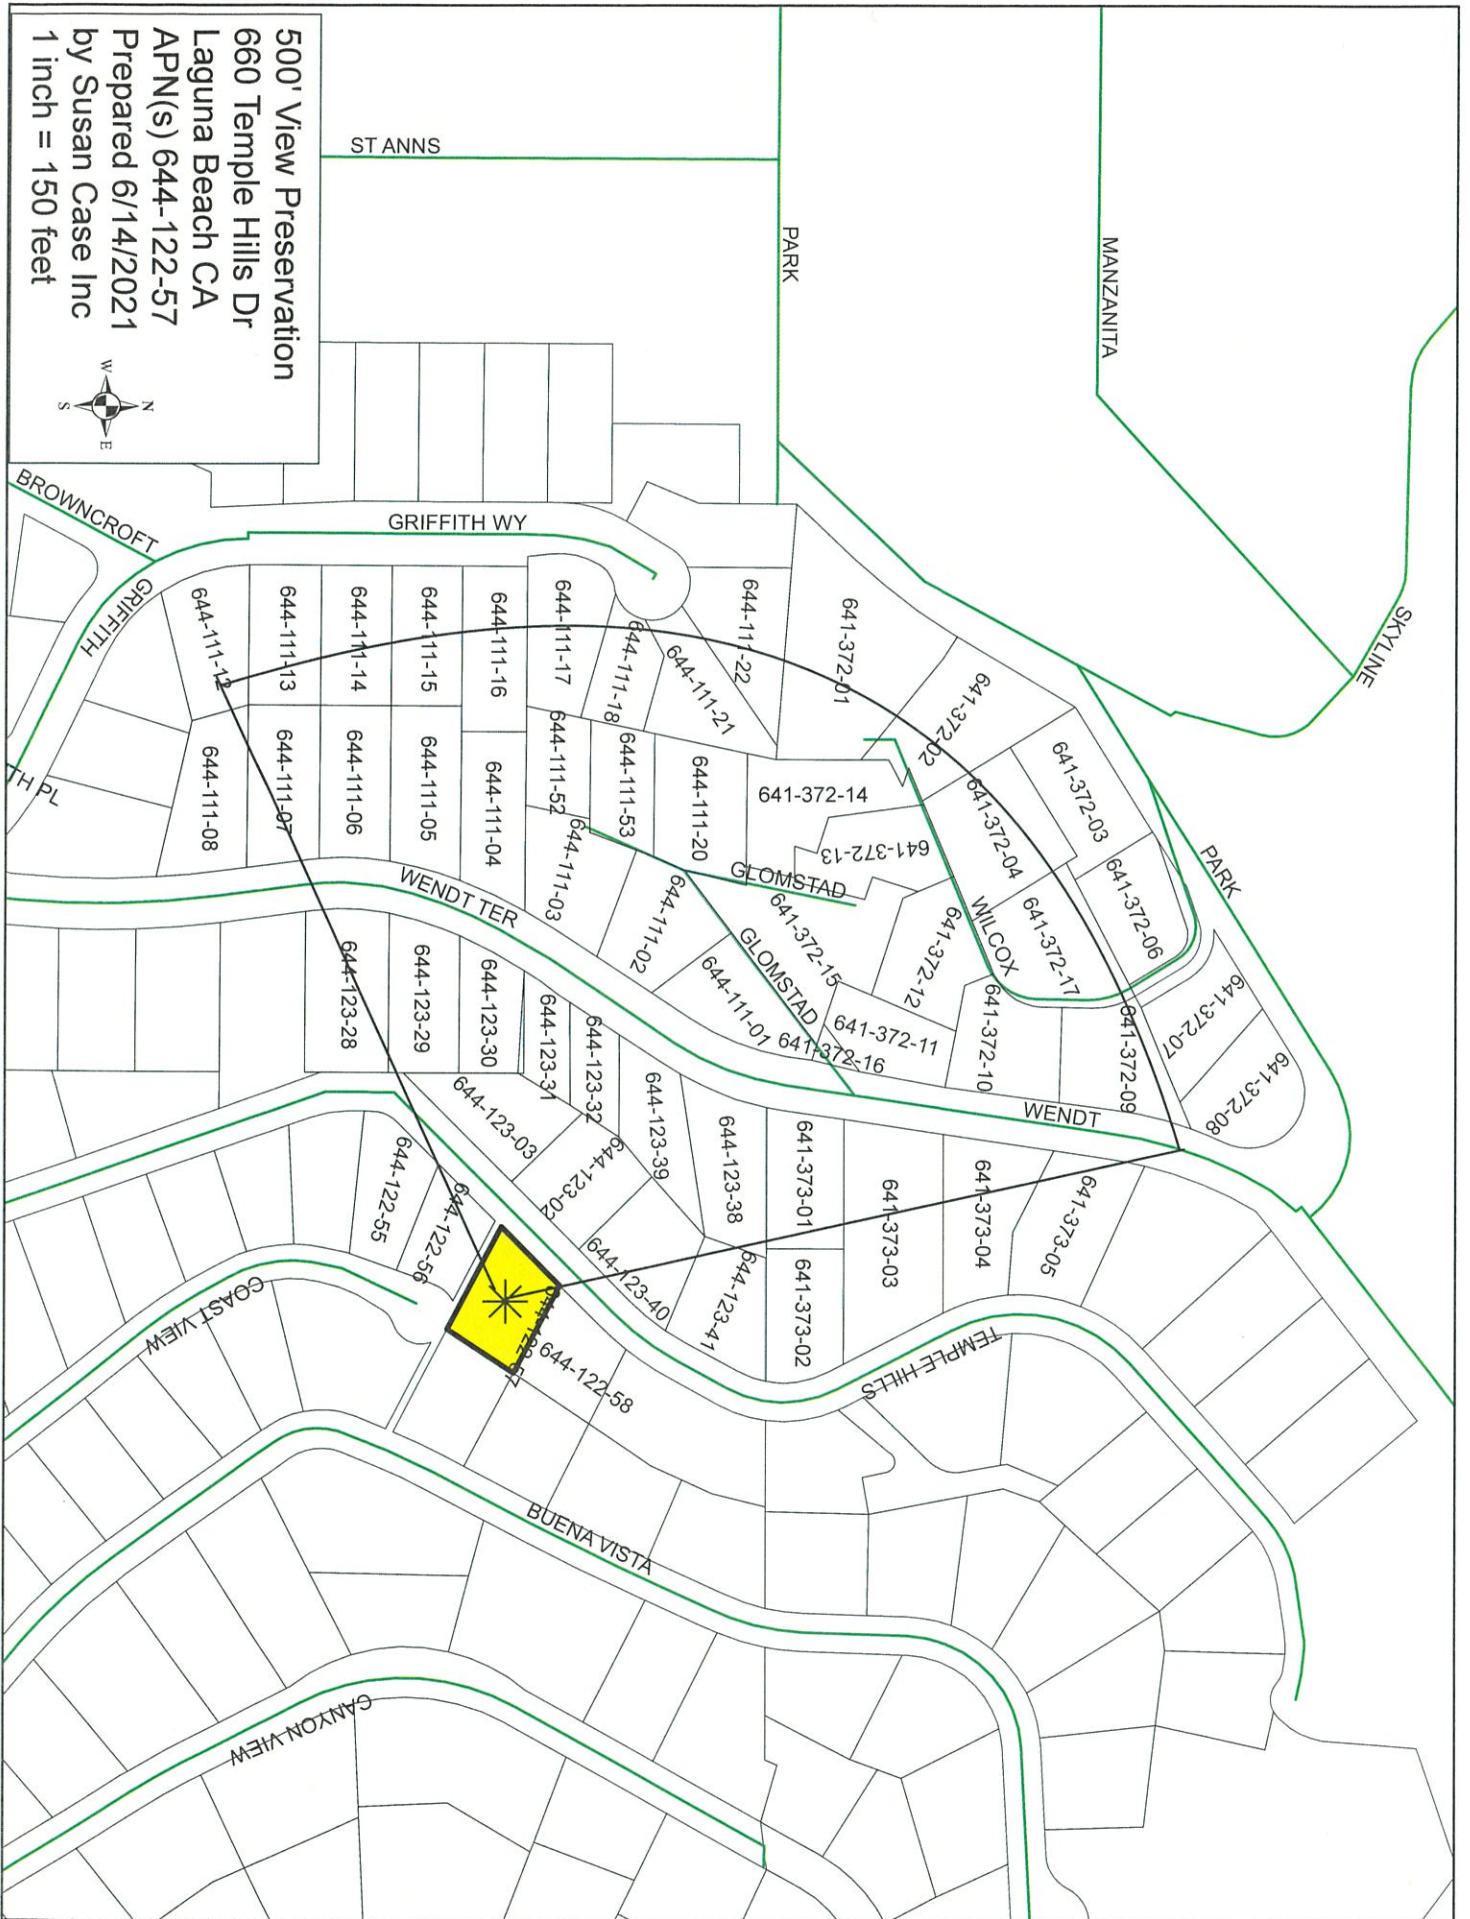 500' View Preservation
660 Temple Hills Dr
Laguna Beach CA
APN(s) 644-122-57
Prepared 6/14/2021
by Susan Case Inc
1 inch = 150 feet
N
W
E
S
ST ANNS
PARK
MANZANITA
SKYLINE
PARK
BROWNCROFT
GRIFFITH WY
GRIFFITH
TH PL
644-111-12
644-111-13
644-111-14
644-111-15
644-111-16
644-111-17
644-111-18
644-111-21
644-111-22
641-372-01
641-372-02
641-372-03
641-372-04
641-372-06
641-372-17
641-372-07
641-372-08
641-372-09
641-372-10
641-372-11
641-372-12
641-372-13
641-372-14
641-372-15
641-372-16
WILCOX
GLOMSTAD
GLOMSTAD
644-111-08
644-111-07
644-111-06
644-111-05
644-111-04
644-111-52
644-111-53
644-111-20
644-111-03
644-111-02
644-111-01
WENDT TER
WENDT
644-123-28
644-123-29
644-123-30
644-123-31
644-123-32
644-123-39
644-123-38
641-373-01
641-373-03
641-373-04
641-373-05
641-373-02
644-123-03
644-123-02
644-123-40
644-123-41
644-122-55
644-122-56
644-122-57
644-122-58
TEMPLE HILLS
COAST VIEW
BUENA VISTA
CANYON VIEW